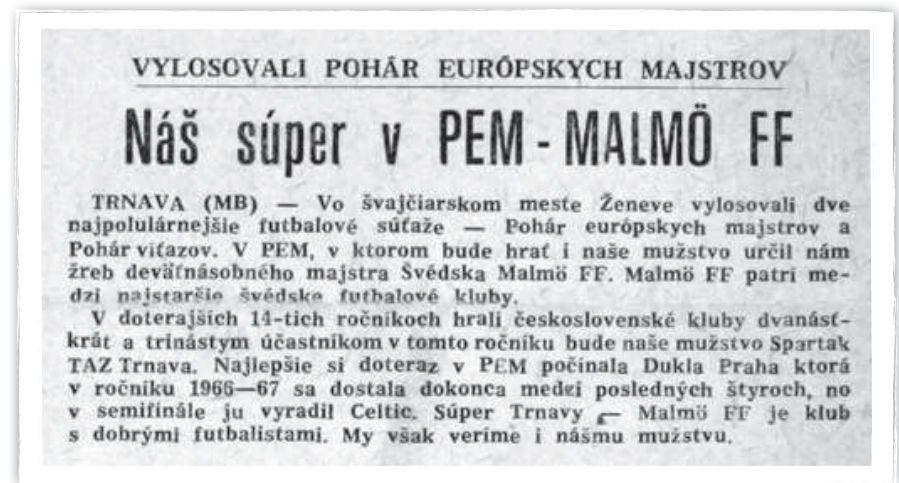 VYLOSOVALI POHÁR EURÓPSKYCH MAJSTROV
Náš súper v PEM - MALMÖ FF
TRNAVA (MB) — Vo švajčiarskom meste Ženeve vylosovali dve
najpolulárnejšie futbalové súťaže — Pohár európskych majstrov a
Pohár víťazov. V PEM, v ktorom bude hrať i naše mužstvo určil nám
žreb deväťnásobného majstra Švédska Malmö FF. Malmö FF patrí me-
dzi najstaršie švédske futbalové kluby.
V doterajších 14-tich ročníkoch hrali československé kluby dvanásť-
krát a trinástym účastníkom v tomto ročníku bude naše mužstvo Spartak
TAZ Trnava. Najlepšie si doteraz v PEM počínala Dukla Praha ktorá
v ročníku 1966—67 sa dostala dokonca medzi posledných štyroch, no
v semifinále ju vyradil Celtic. Súper Trnavy — Malmö FF je klub
s dobrými futbalistami. My však veríme i nášmu mužstvu.